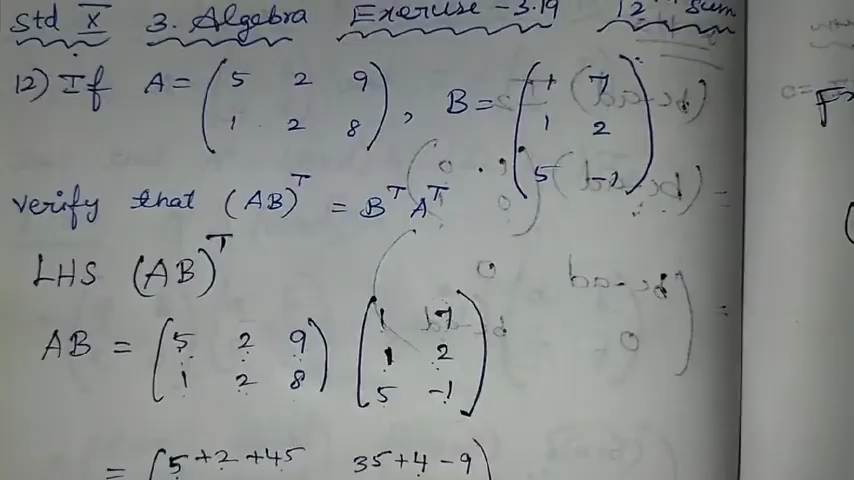 Std X 3. Algebra Exercise - 3.19 12th sum
12) If A = ( 5 2 9 ) , B = ( 1 7 )
( 1 2 8 ) ( 1 2 )
( 5 -1 )
verify that (AB)^T = B^T A^T
LHS (AB)^T
AB = ( 5 2 9 ) ( 1 7 )
( 1 2 8 ) ( 1 2 )
( 5 -1 )
= ( 5+2+45 35+4-9 )